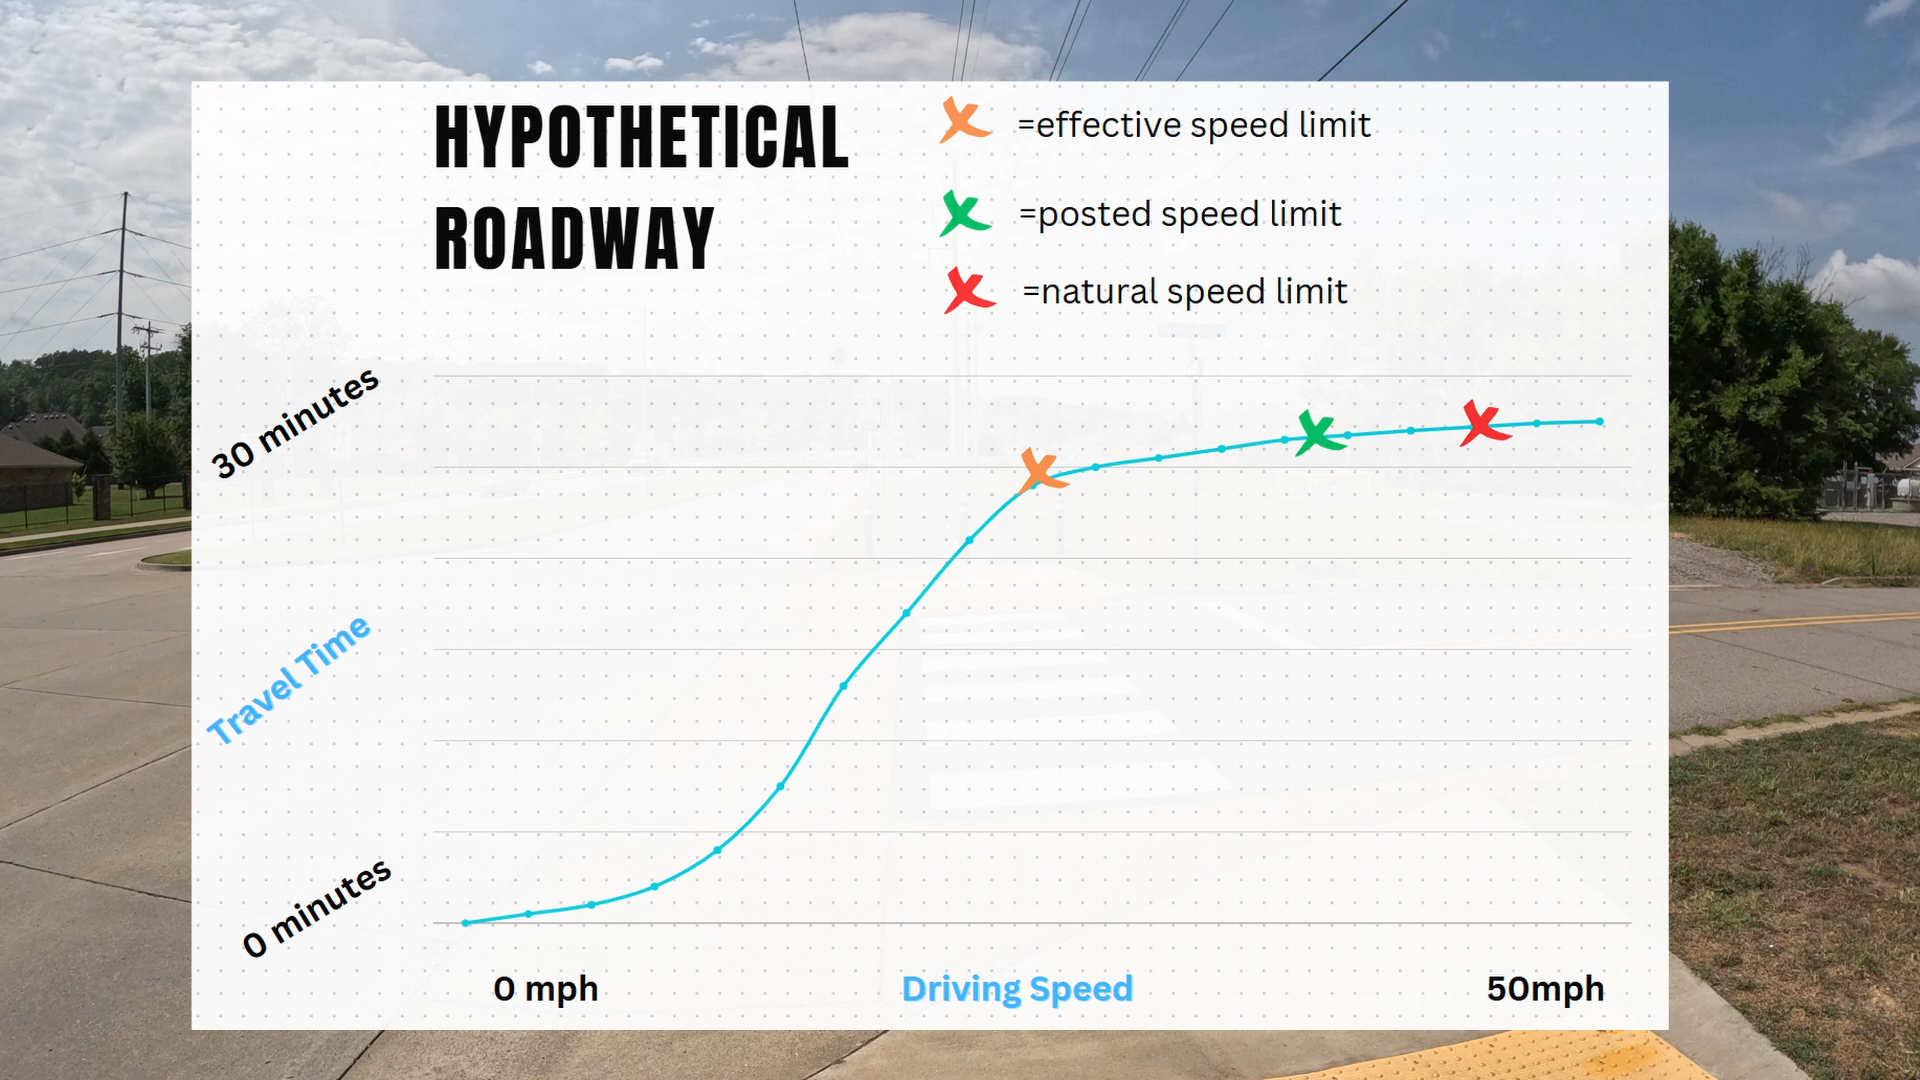 HYPOTHETICAL
ROADWAY
=effective speed limit
=posted speed limit
=natural speed limit
30 minutes
Travel Time
0 minutes
0 mph
Driving Speed
50mph